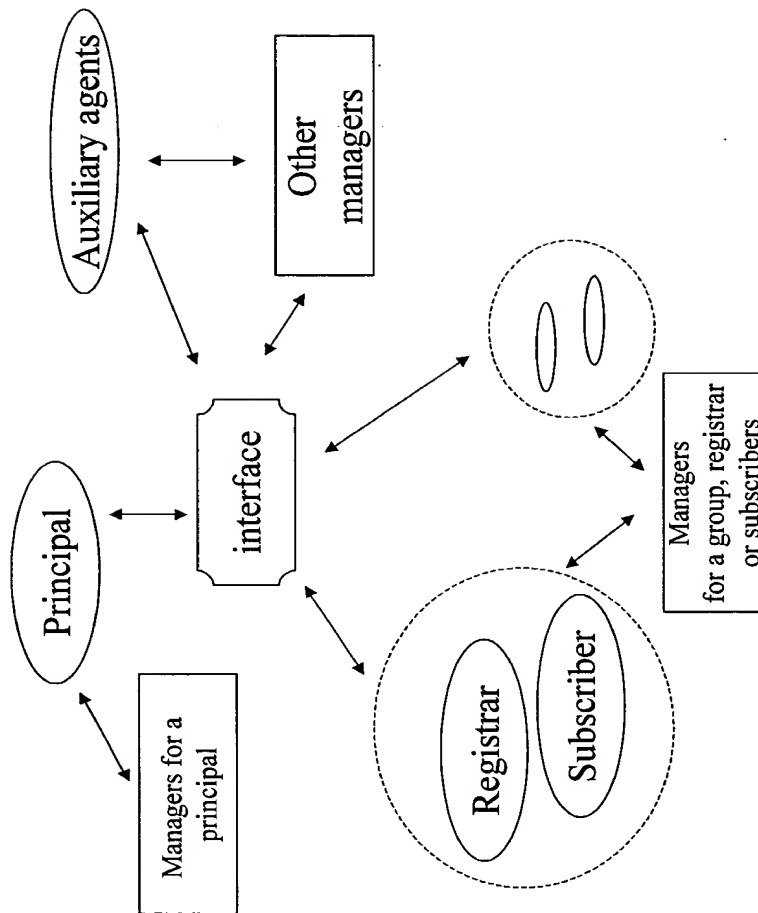 Principal
Auxiliary agents
Managers for a
principal
interface
Other
managers
Registrar
Subscriber
Managers
for a group, registrar
or subscribers